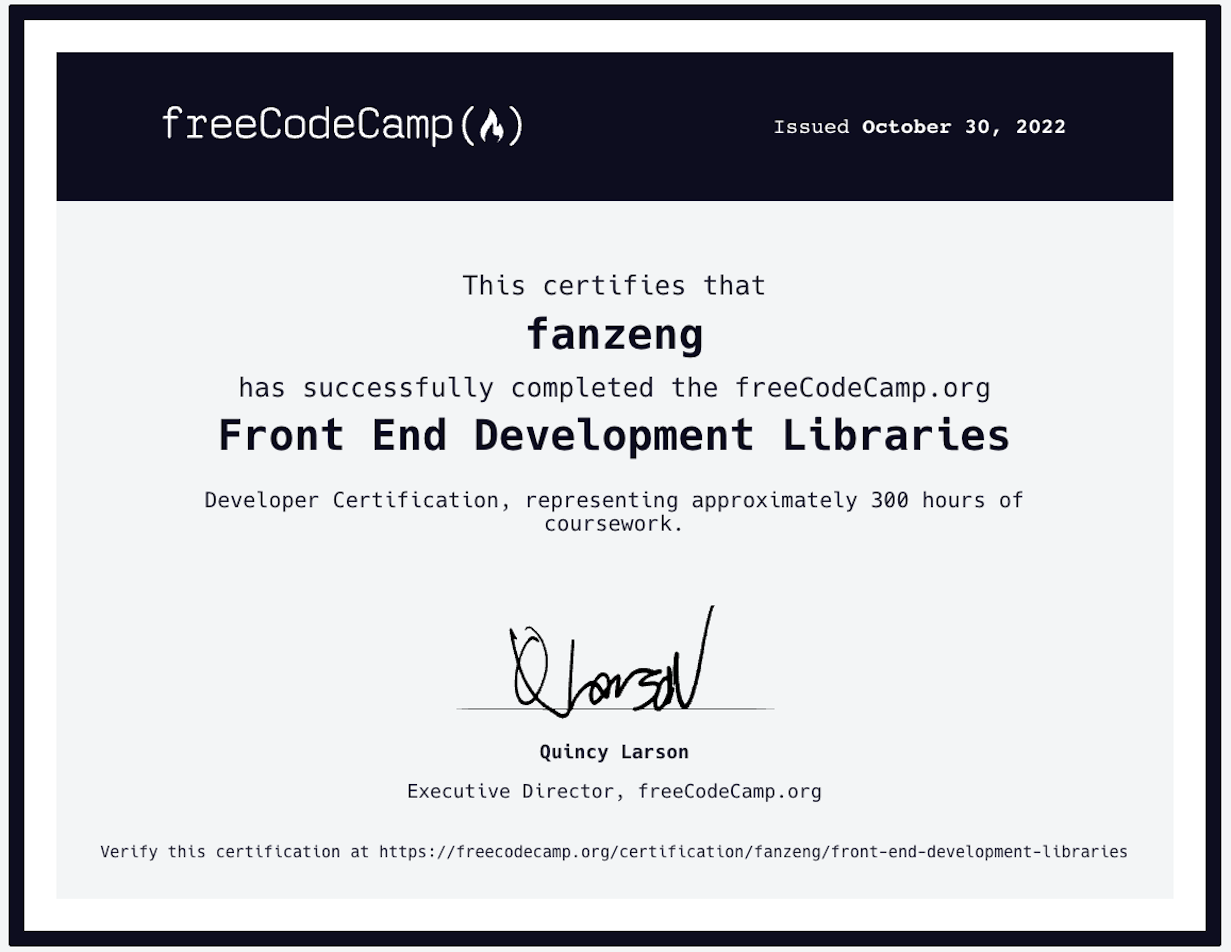 freeCodeCamp(🔥)
Issued October 30, 2022
This certifies that
fanzeng
has successfully completed the freeCodeCamp.org
Front End Development Libraries
Developer Certification, representing approximately 300 hours of
coursework.
Q Larson
Quincy Larson
Executive Director, freeCodeCamp.org
Verify this certification at https://freecodecamp.org/certification/fanzeng/front-end-development-libraries